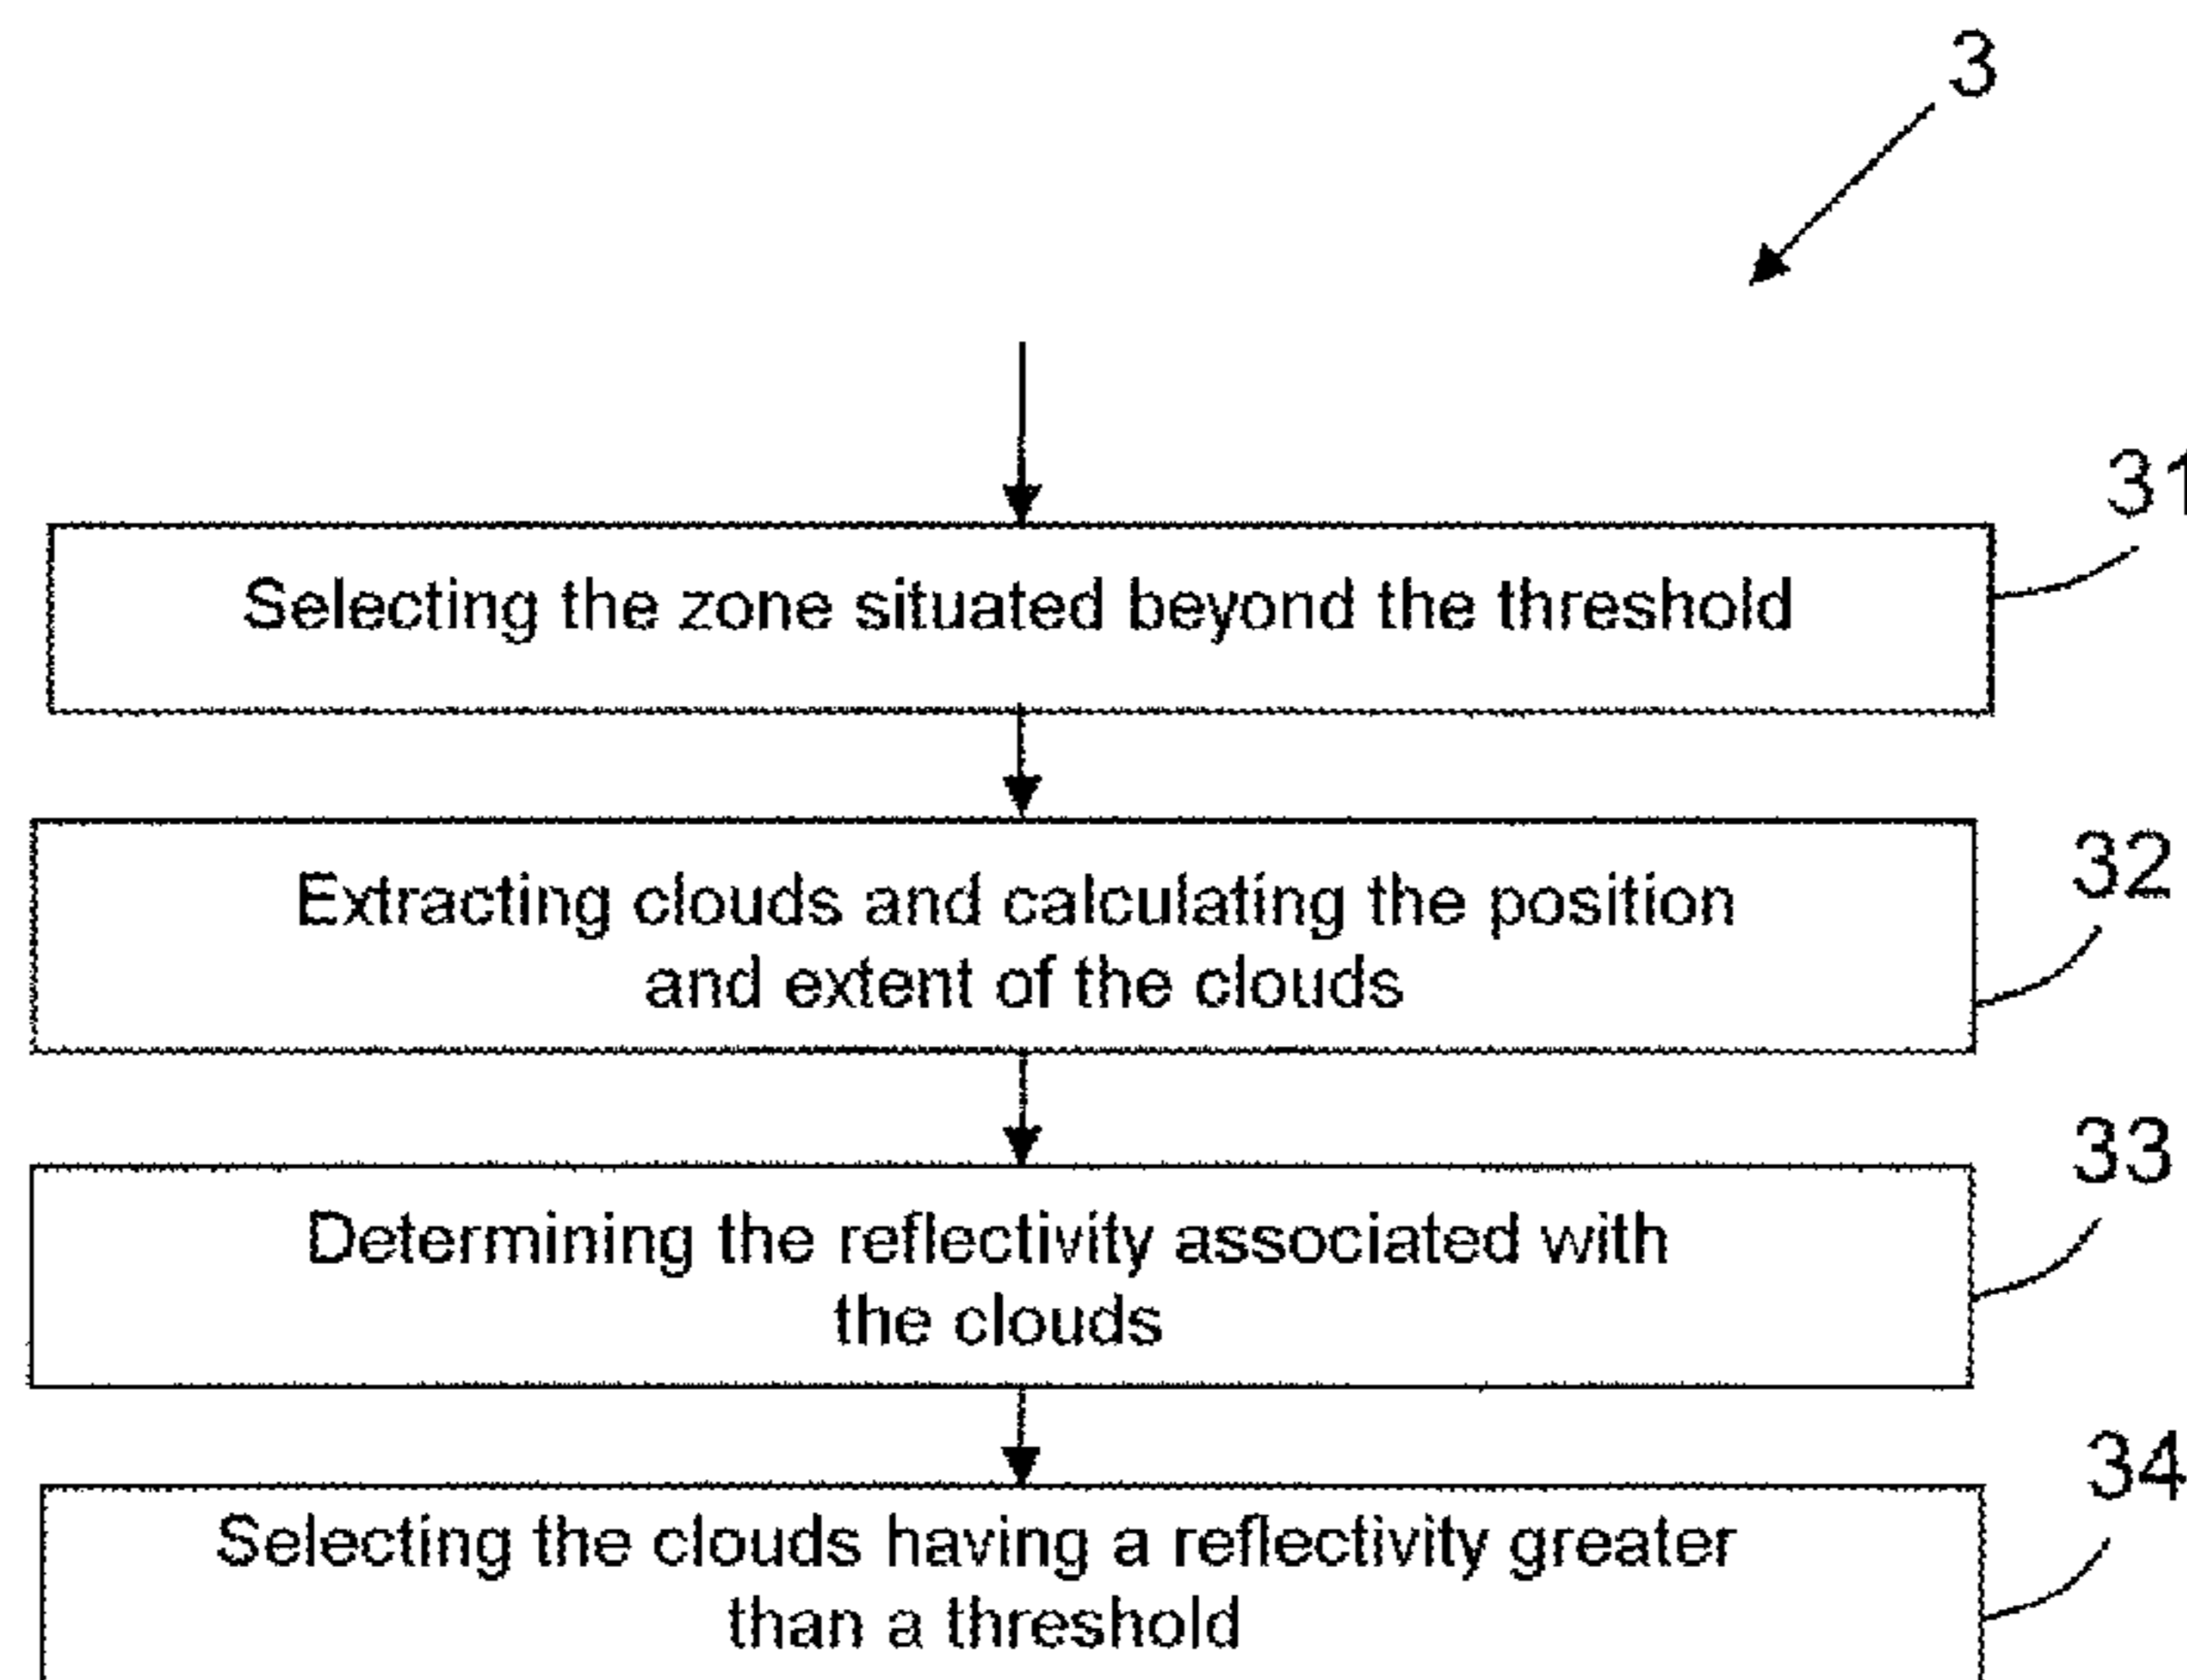 3
31
Selecting the zone situated beyond the threshold
32
Extracting clouds and calculating the position
and extent of the clouds
33
Determining the reflectivity associated with
the clouds
34
Selecting the clouds having a reflectivity greater
than a threshold